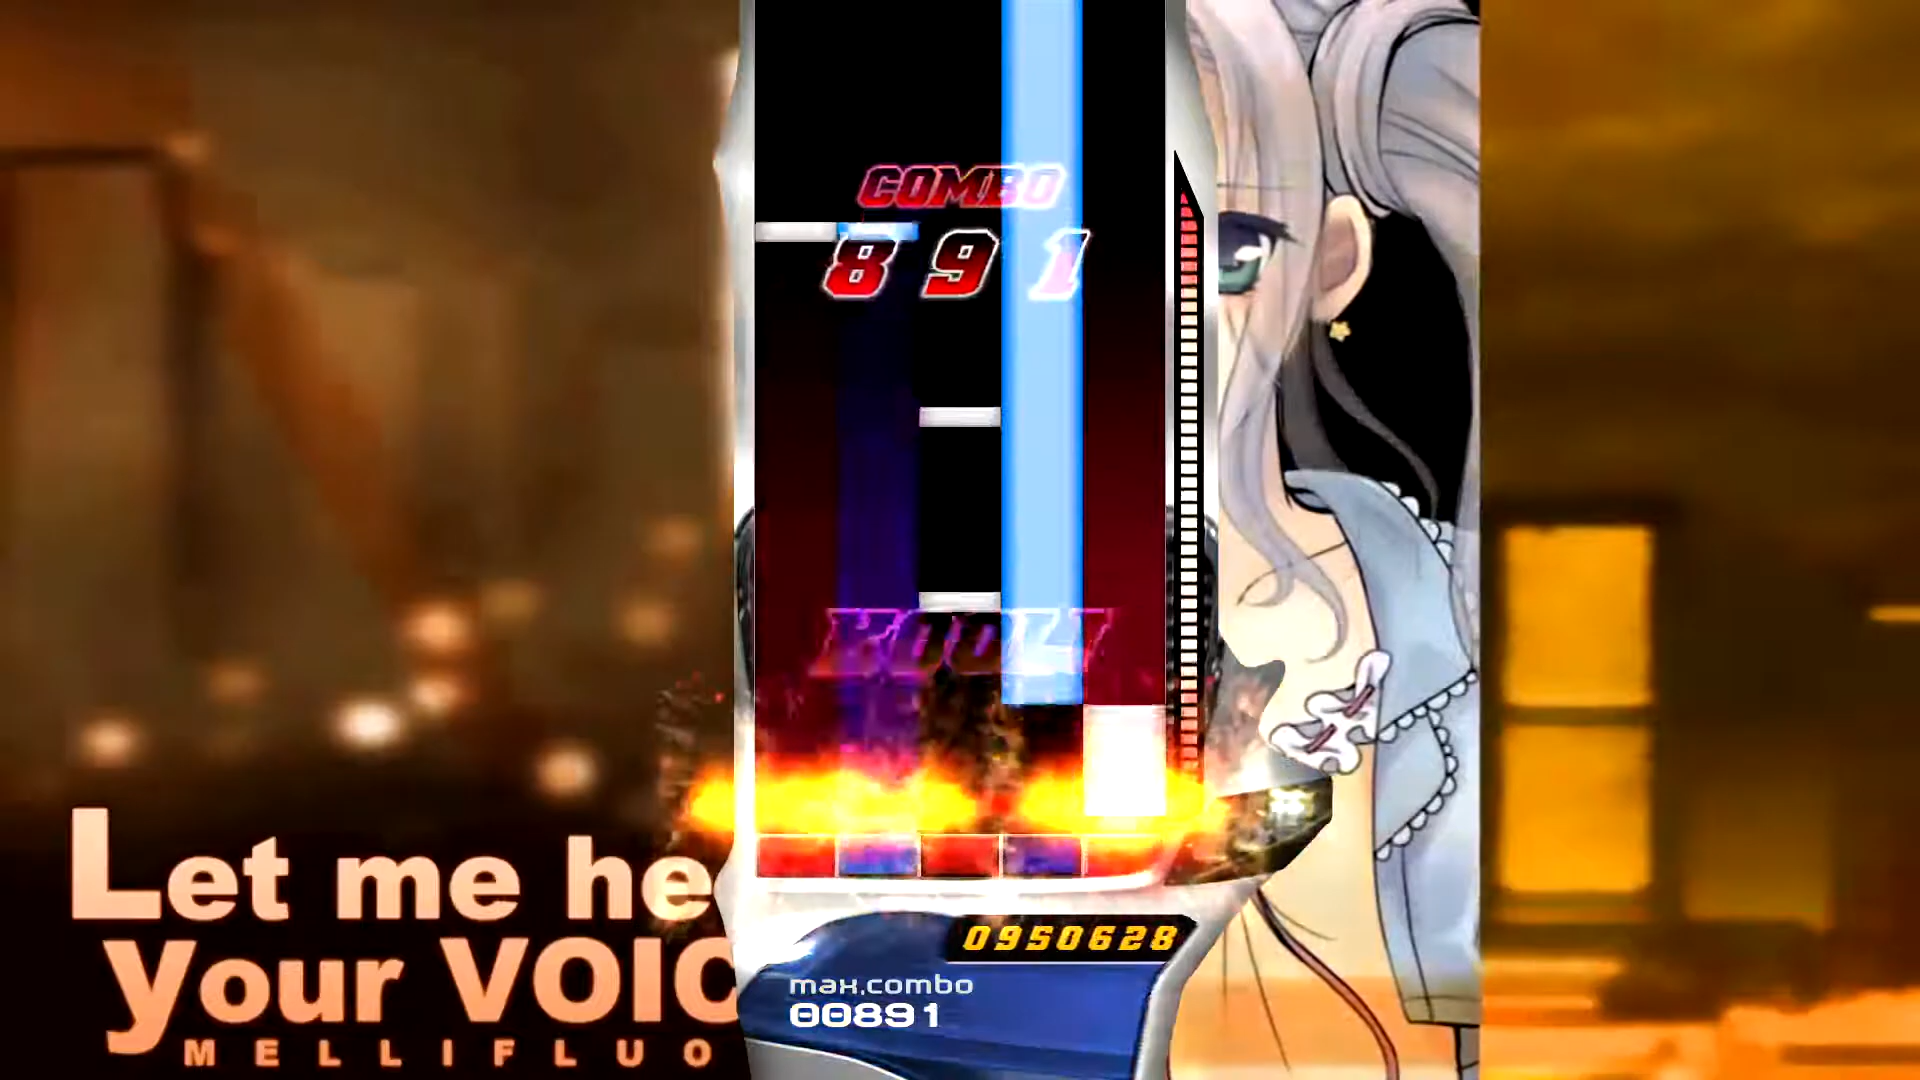 COMBO
891
KOOL
Let me he
your VOIC
MELLIFLUO
0950628
max.combo
00891